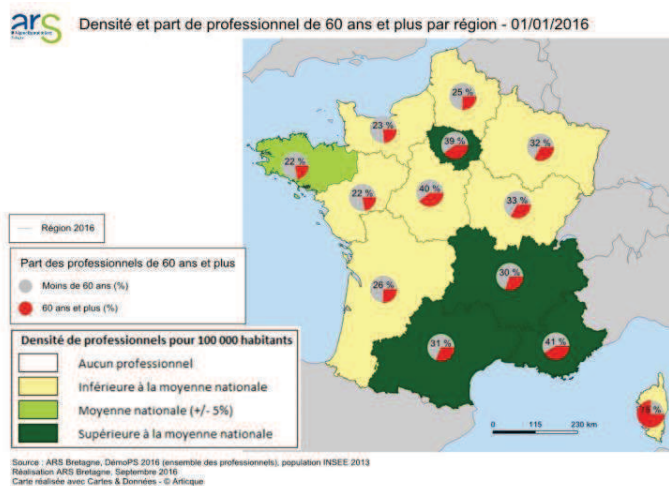 ars
Densité et part de professionnel de 60 ans et plus par région - 01/01/2016
25 %
23 %
39 %
32 %
22 %
22 %
40 %
33 %
26 %
30 %
31 %
41 %
Région 2016
Part des professionnels de 60 ans et plus
Moins de 60 ans (%)
60 ans et plus (%)
Densité de professionnels pour 100 000 habitants
Aucun professionnel
Inférieure à la moyenne nationale
Moyenne nationale (+/- 5%)
Supérieure à la moyenne nationale
0 115 230 km
Source : ARS Bretagne, DémoPS 2016 (ensemble des professionnels), population INSEE 2013
Réalisation ARS Bretagne, Septembre 2016
Carte réalisée avec Cartes & Données - © Articque